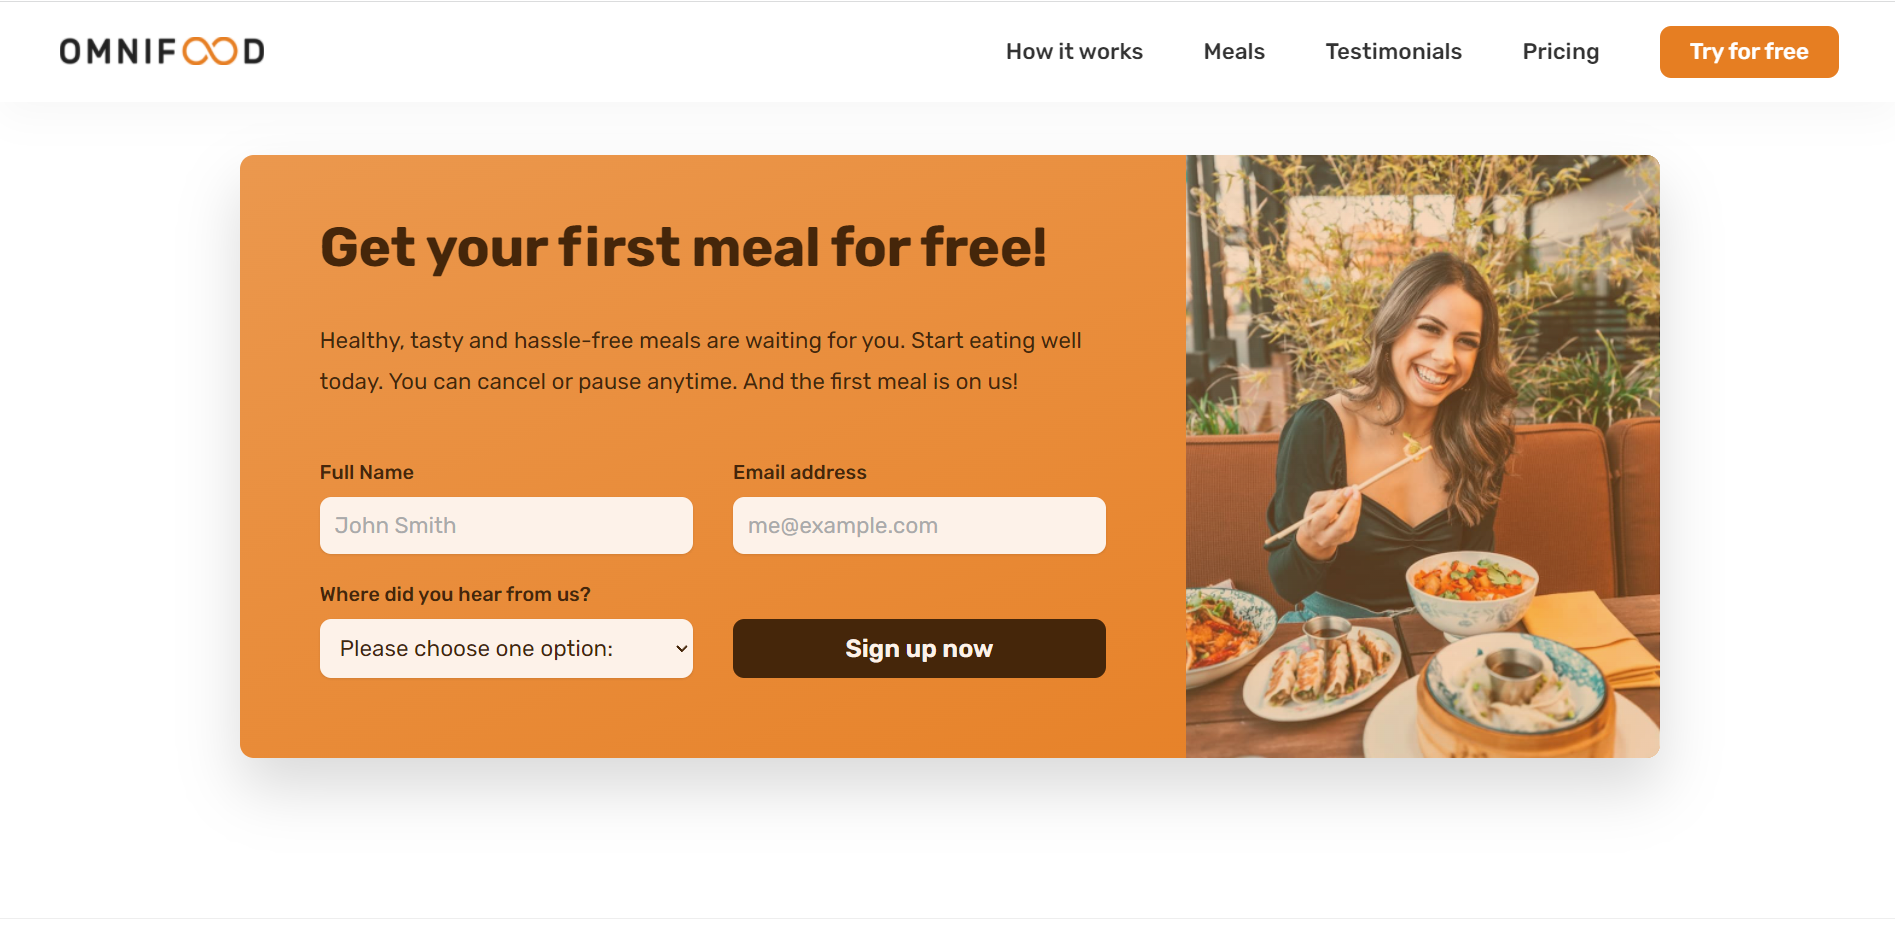 OMNIFOOD
How it works
Meals
Testimonials
Pricing
Try for free
Get your first meal for free!
Healthy, tasty and hassle-free meals are waiting for you. Start eating well
today. You can cancel or pause anytime. And the first meal is on us!
Full Name
Email address
John Smith
me@example.com
Where did you hear from us?
Please choose one option:
Sign up now